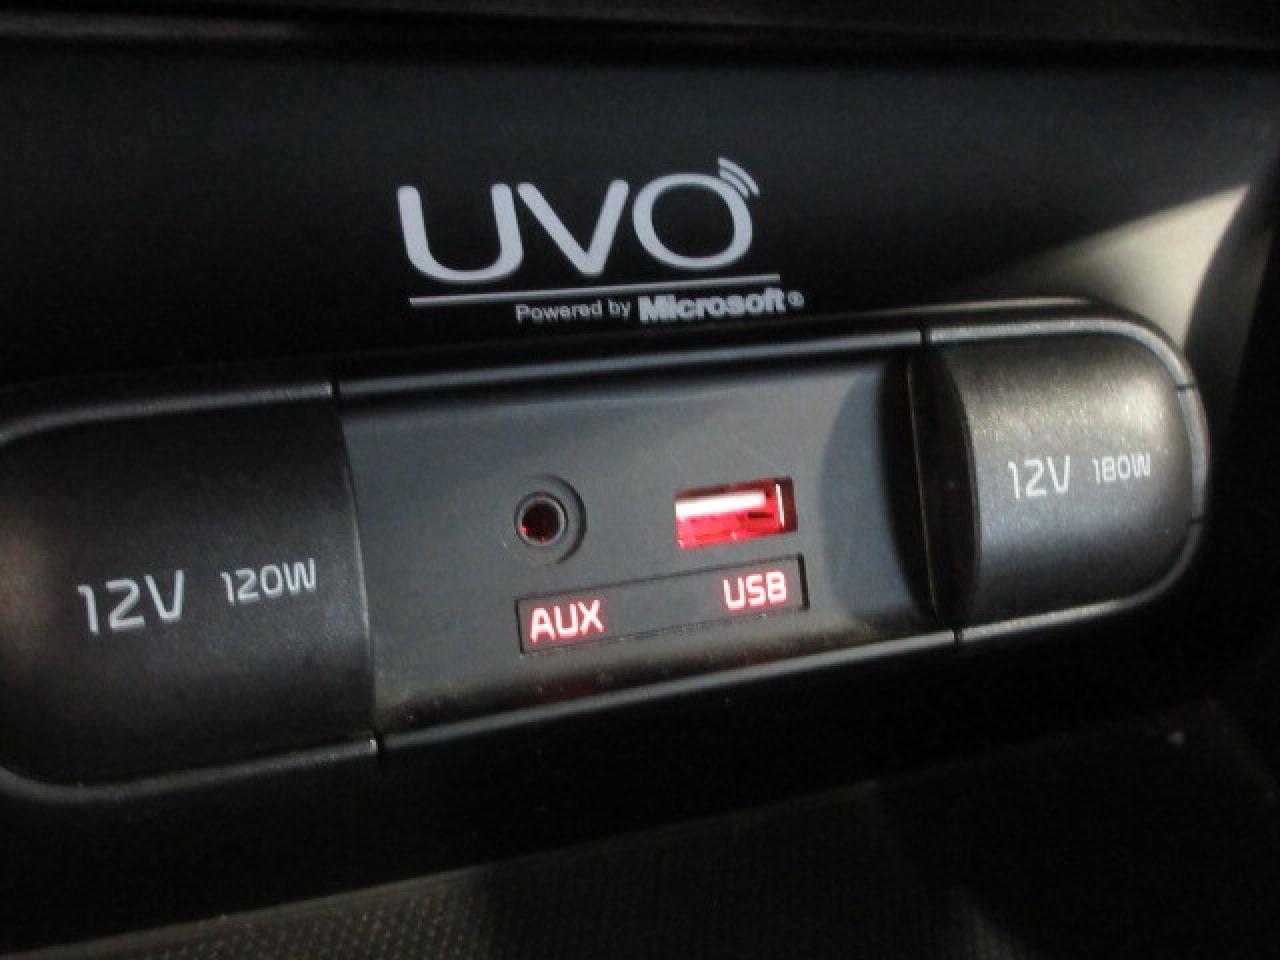 UVO
Powered by Microsoft®
12V 120W
AUX USB
12V 180W